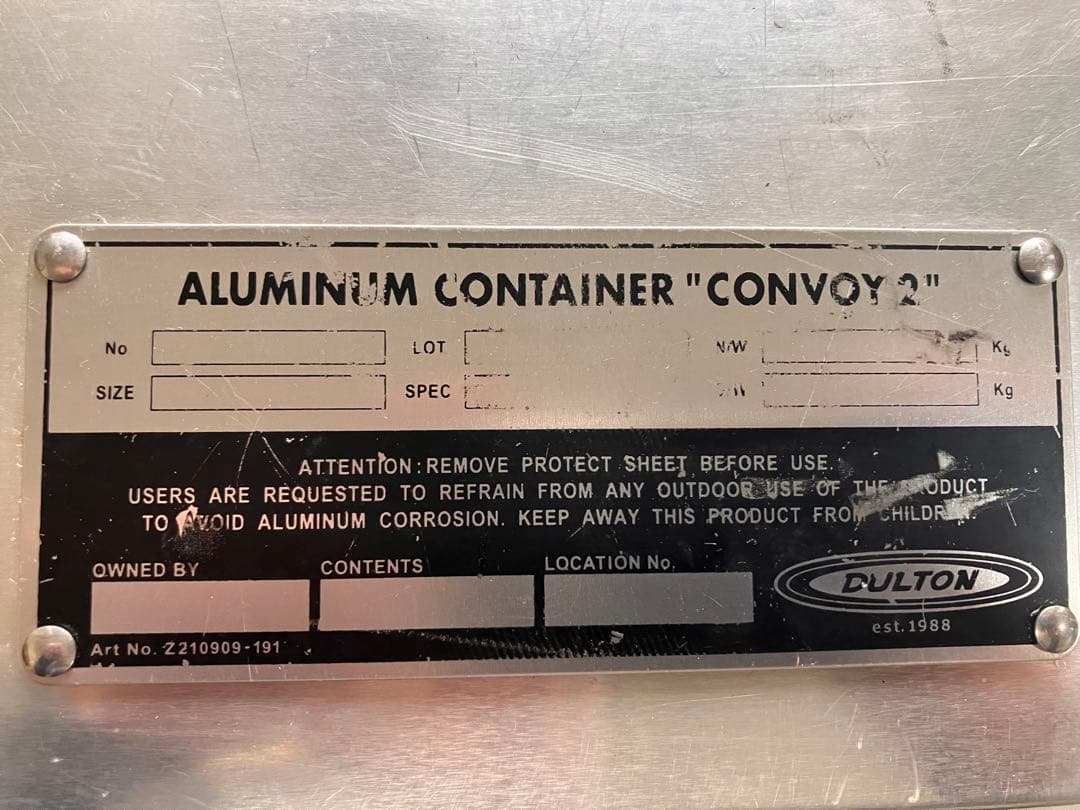 ALUMINUM CONTAINER "CONVOY 2"
No LOT N/W Kg
SIZE SPEC Kg
ATTENTION : REMOVE PROTECT SHEET BEFORE USE.
USERS ARE REQUESTED TO REFRAIN FROM ANY OUTDOOR USE OF THE PRODUCT
TO AVOID ALUMINUM CORROSION. KEEP AWAY THIS PRODUCT FROM CHILDREN.
OWNED BY CONTENTS LOCATION No.
DULTON
est.1988
Art No. Z210909-191